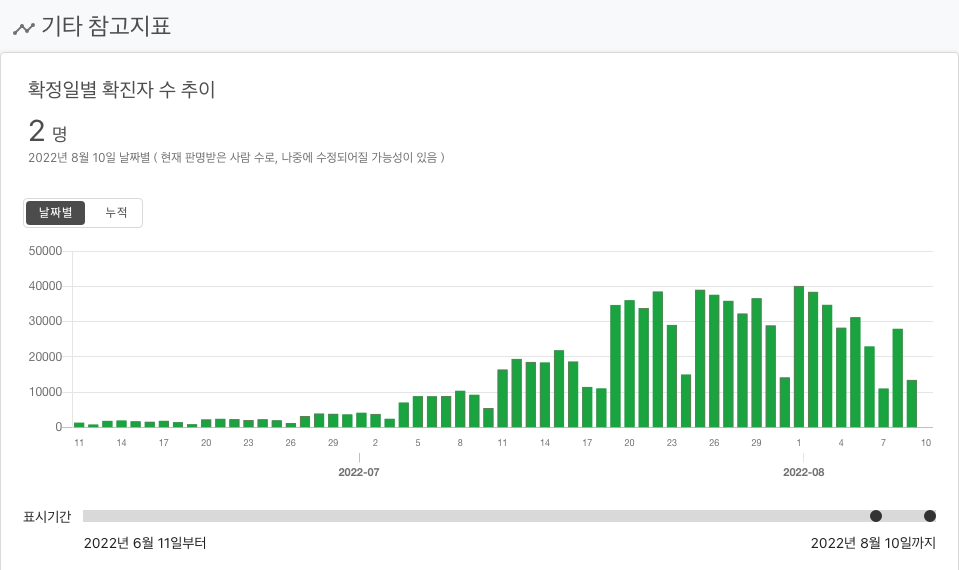 기타 참고지표
확정일별 확진자 수 추이
2 명
2022년 8월 10일 날짜별 ( 현재 판명받은 사람 수로, 나중에 수정되어질 가능성이 있음 )
날짜별 누적
50000
40000
30000
20000
10000
0
11 14 17 20 23 26 29 2 5 8 11 14 17 20 23 26 29 1 4 7 10
2022-07 2022-08
표시기간
2022년 6월 11일부터 2022년 8월 10일까지